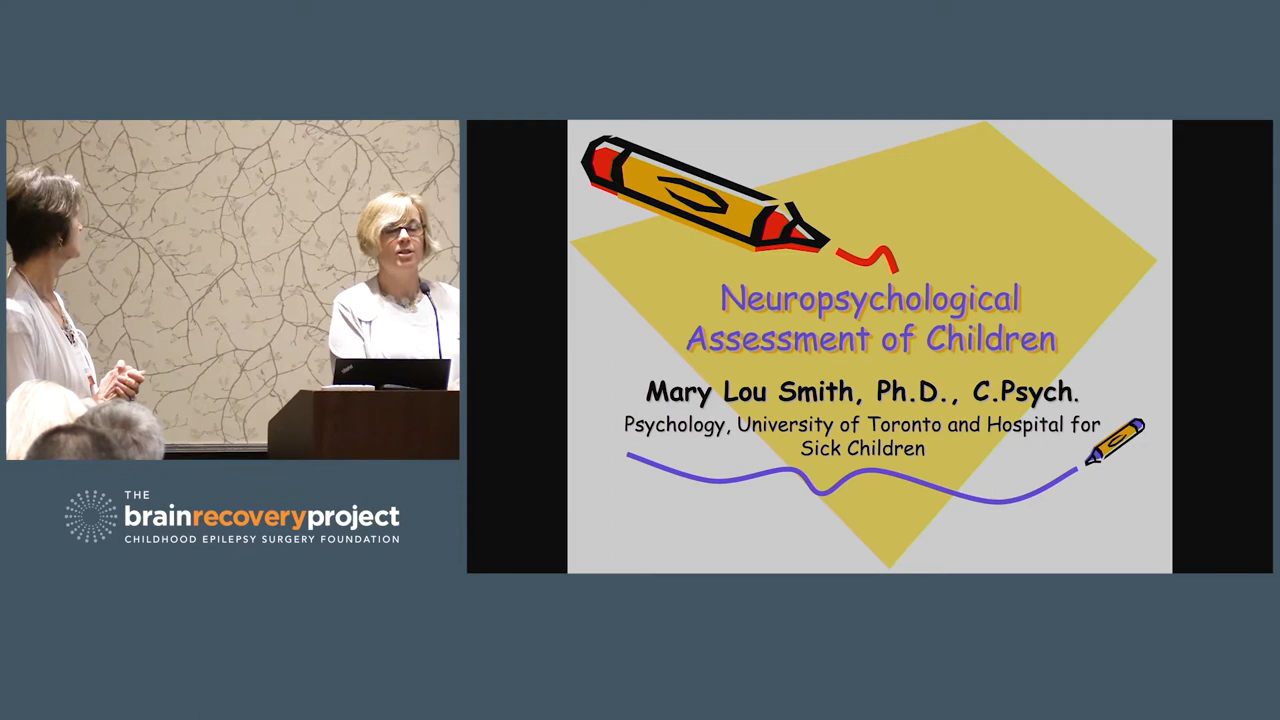 Neuropsychological
Assessment of Children
Mary Lou Smith, Ph.D., C.Psych.
Psychology, University of Toronto and Hospital for
Sick Children
THE
brainrecoveryproject
CHILDHOOD EPILEPSY SURGERY FOUNDATION